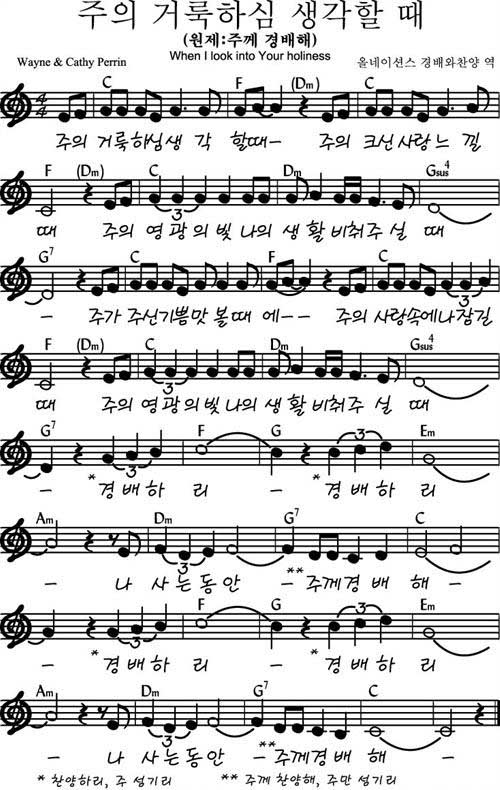 주의 거룩하심 생각할 때
(원제:주께 경배해)
Wayne & Cathy Perrin When I look into Your holiness 올네이션스 경배와찬양 역
C F (Dm) C
주의 거룩하심생 각 할때– 주의 크신사랑느 낄
F (Dm) C Dm Gsus4
때 주의 영광의빛나의 생 활비춰주 실 때
G7 C F C
– 주가 주신기쁨맛 볼때 에–– 주의 사랑속에나잠길
F (Dm) C Dm Gsus4
때 주의 영광의빛나의 생 활비춰주 실 때
G7 F G Em
– *경배하 리 – *경배하 리
Am Dm G7 C
– 나 사는동안 –**주께경 배 해 –
F G Em
– *경배하 리 – *경배하 리
Am Dm G7 C
– 나 사는동안 –**주께경배 해 –
* 찬양하리, 주 섬기리 ** 주께 찬양해, 주만 섬기리